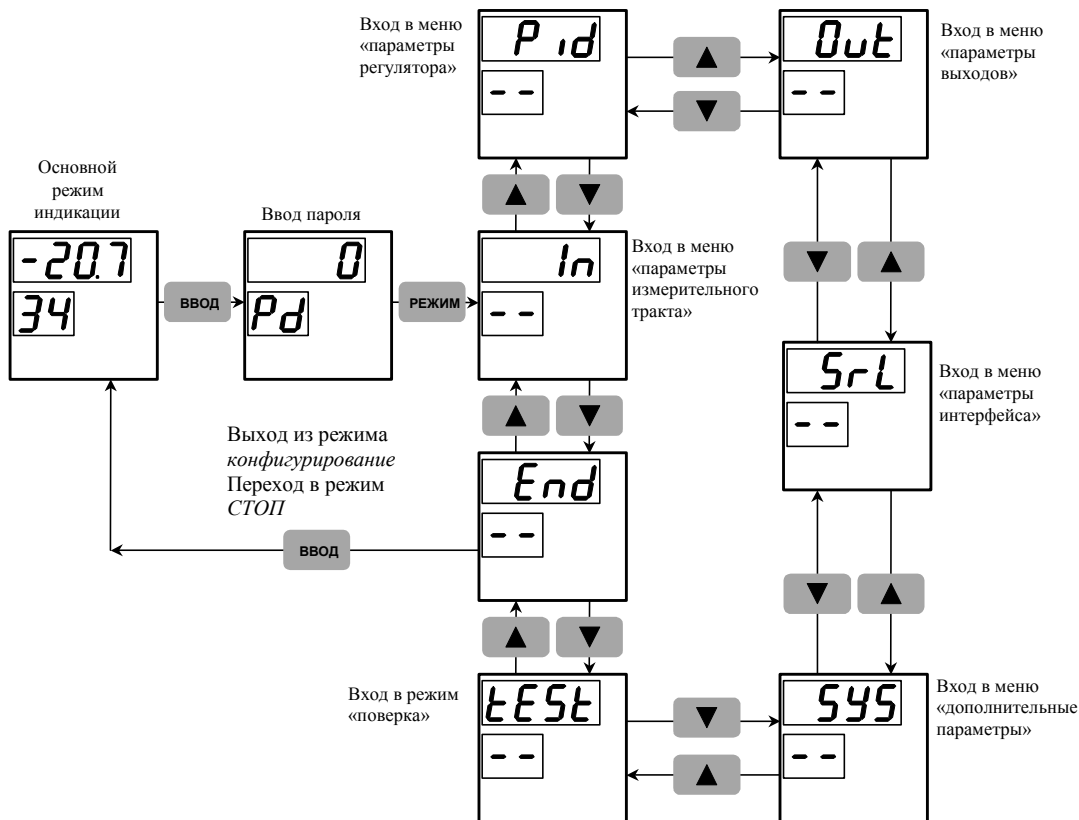 Вход в меню
«параметры
регулятора»
Pid
--
▲
▼
Out
--
Вход в меню
«параметры
выходов»
▲
▼
Основной
режим
индикации
-20.7
34
ВВОД
Ввод пароля
0
Pd
РЕЖИМ
In
--
Вход в меню
«параметры
измерительного
тракта»
▼
▲
SrL
--
Вход в меню
«параметры
интерфейса»
▲
▼
Выход из режима
конфигурирование
Переход в режим
СТОП
End
--
ВВОД
▼
▲
▲
▼
Вход в режим
«поверка»
tESt
--
▼
▲
SYS
--
Вход в меню
«дополнительные
параметры»